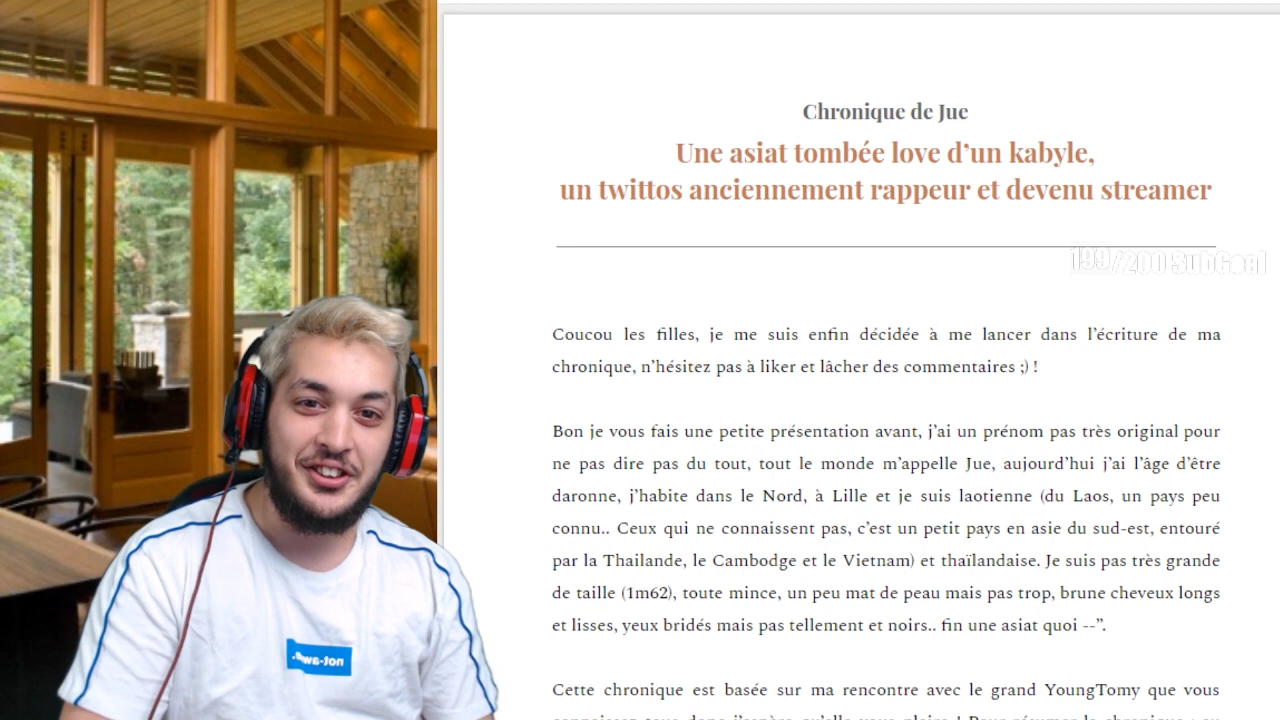 Chronique de Jue
Une asiat tombée love d’un kabyle,
un twittos anciennement rappeur et devenu streamer
199/200 SubGoal
Coucou les filles, je me suis enfin décidée à me lancer dans l’écriture de ma
chronique, n’hésitez pas à liker et lâcher des commentaires ;) !
Bon je vous fais une petite présentation avant, j’ai un prénom pas très original pour
ne pas dire pas du tout, tout le monde m’appelle Jue, aujourd’hui j’ai l’âge d’être
daronne, j’habite dans le Nord, à Lille et je suis laotienne (du Laos, un pays peu
connu.. Ceux qui ne connaissent pas, c’est un petit pays en asie du sud-est, entouré
par la Thailande, le Cambodge et le Vietnam) et thaïlandaise. Je suis pas très grande
de taille (1m62), toute mince, un peu mat de peau mais pas trop, brune cheveux longs
et lisses, yeux bridés mais pas tellement et noirs.. fin une asiat quoi --”.
Cette chronique est basée sur ma rencontre avec le grand YoungTomy que vous